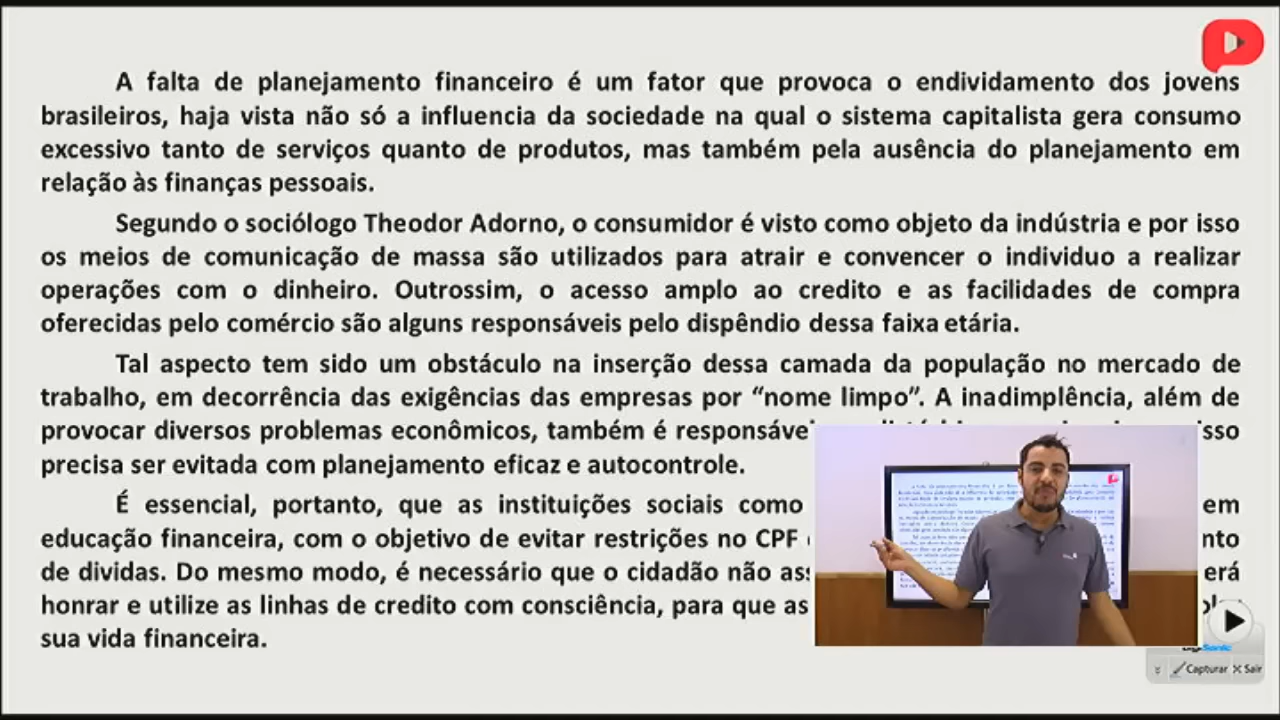 A falta de planejamento financeiro é um fator que provoca o endividamento dos jovens
brasileiros, haja vista não só a influencia da sociedade na qual o sistema capitalista gera consumo
excessivo tanto de serviços quanto de produtos, mas também pela ausência do planejamento em
relação às finanças pessoais.
Segundo o sociólogo Theodor Adorno, o consumidor é visto como objeto da indústria e por isso
os meios de comunicação de massa são utilizados para atrair e convencer o individuo a realizar
operações com o dinheiro. Outrossim, o acesso amplo ao credito e as facilidades de compra
oferecidas pelo comércio são alguns responsáveis pelo dispêndio dessa faixa etária.
Tal aspecto tem sido um obstáculo na inserção dessa camada da população no mercado de
trabalho, em decorrência das exigências das empresas por “nome limpo”. A inadimplência, além de
provocar diversos problemas econômicos, também é isso
precisa ser evitada com planejamento eficaz e autocontrole.
É essencial, portanto, que as instituições sociais como em
educação financeira, com o objetivo de evitar restrições no CPF
de dividas. Do mesmo modo, é necessário que o cidadão não
honrar e utilize as linhas de credito com consciência, para que
sua vida financeira.
Capturar Sair